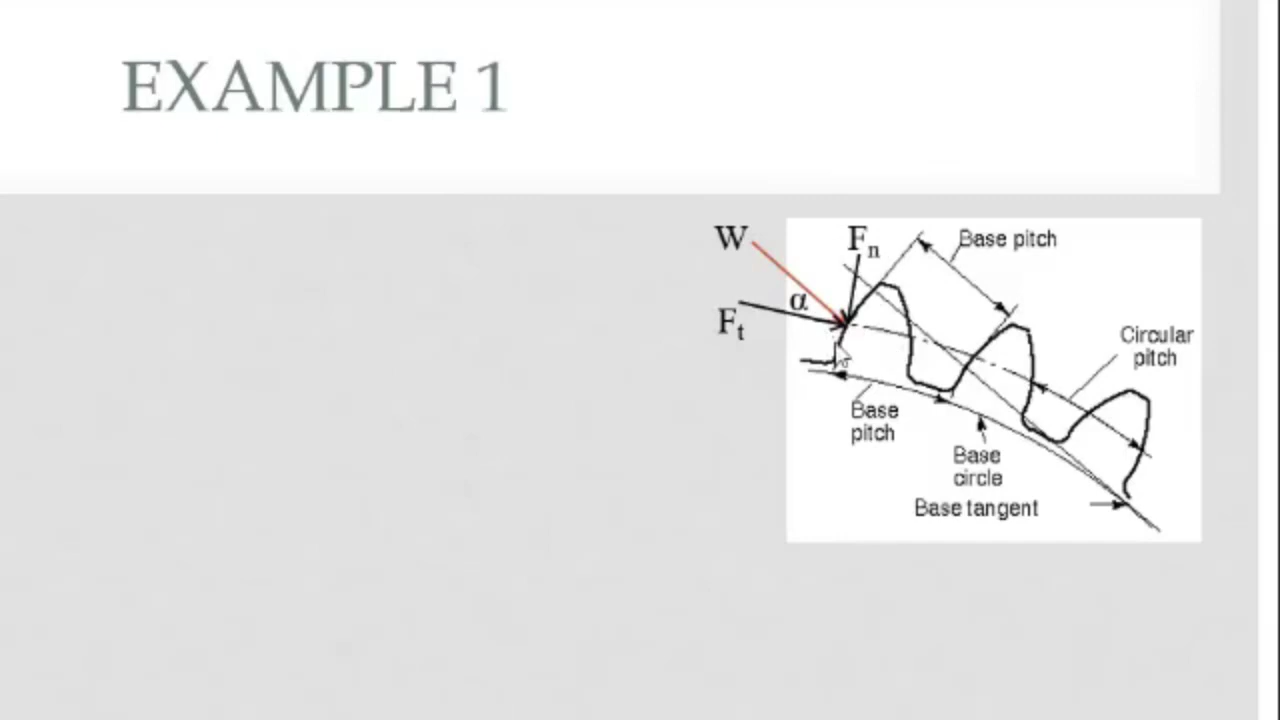 EXAMPLE 1
W
Fn
Base pitch
α
Ft
Circular
pitch
Base
pitch
Base
circle
Base tangent